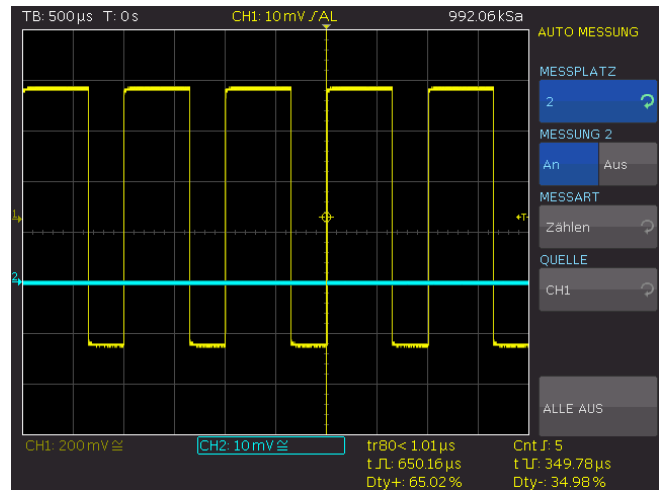 TB: 500µs T: 0s CH1: 10mV ∕AL 992.06kSa
AUTO MESSUNG
MESSPLATZ
2
MESSUNG 2
An Aus
MESSART
Zählen
QUELLE
CH1
ALLE AUS
1
T
2
CH1: 200mV≅ CH2: 10mV≅ tr80< 1.01µs Cnt: 5
t: 650.16µs t: 349.78µs
Dty+: 65.02% Dty-: 34.98%